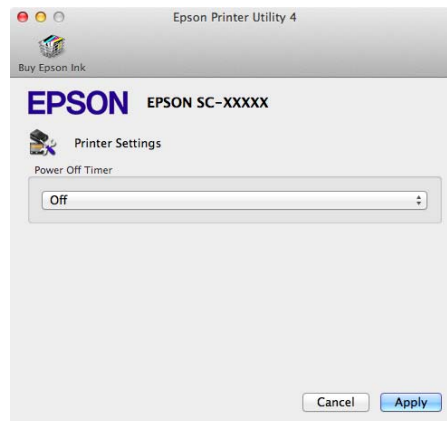 Epson Printer Utility 4
Buy Epson Ink
EPSON EPSON SC-XXXXX
Printer Settings
Power Off Timer
Off
Cancel Apply